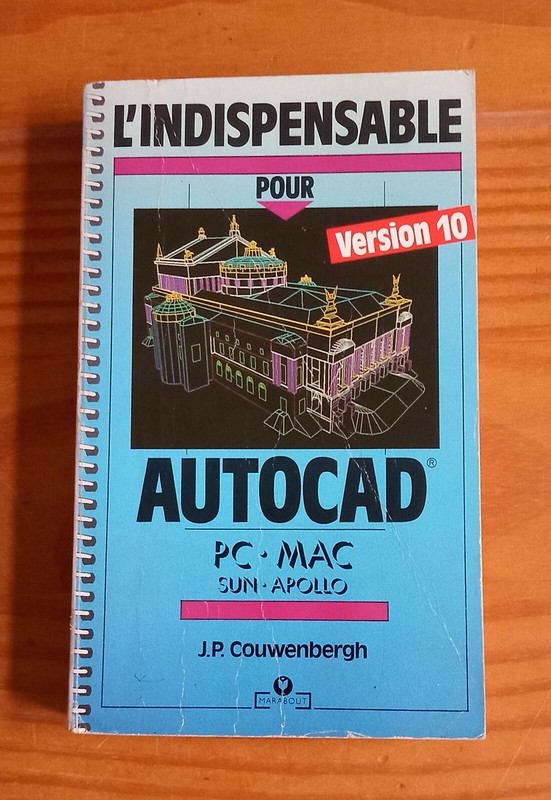 L'INDISPENSABLE
POUR
Version 10
AUTOCAD®
PC · MAC
SUN · APOLLO
J.P. Couwenbergh
MARABOUT